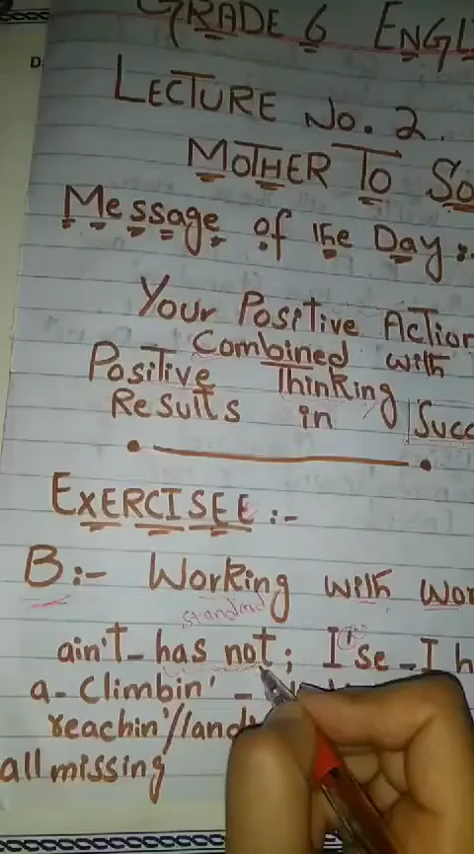 GRADE 6 ENGL
LECTURE No. 2.
MOTHER TO SO
Message of the Day:-
Your Positive Action
Combined with
Positive Thinking
Results in Succ
EXERCISEE:-
B:- Working with Wor
standard
ain't - has not; I'se - I h
a-Climbin' -
reachin'/land
all missing